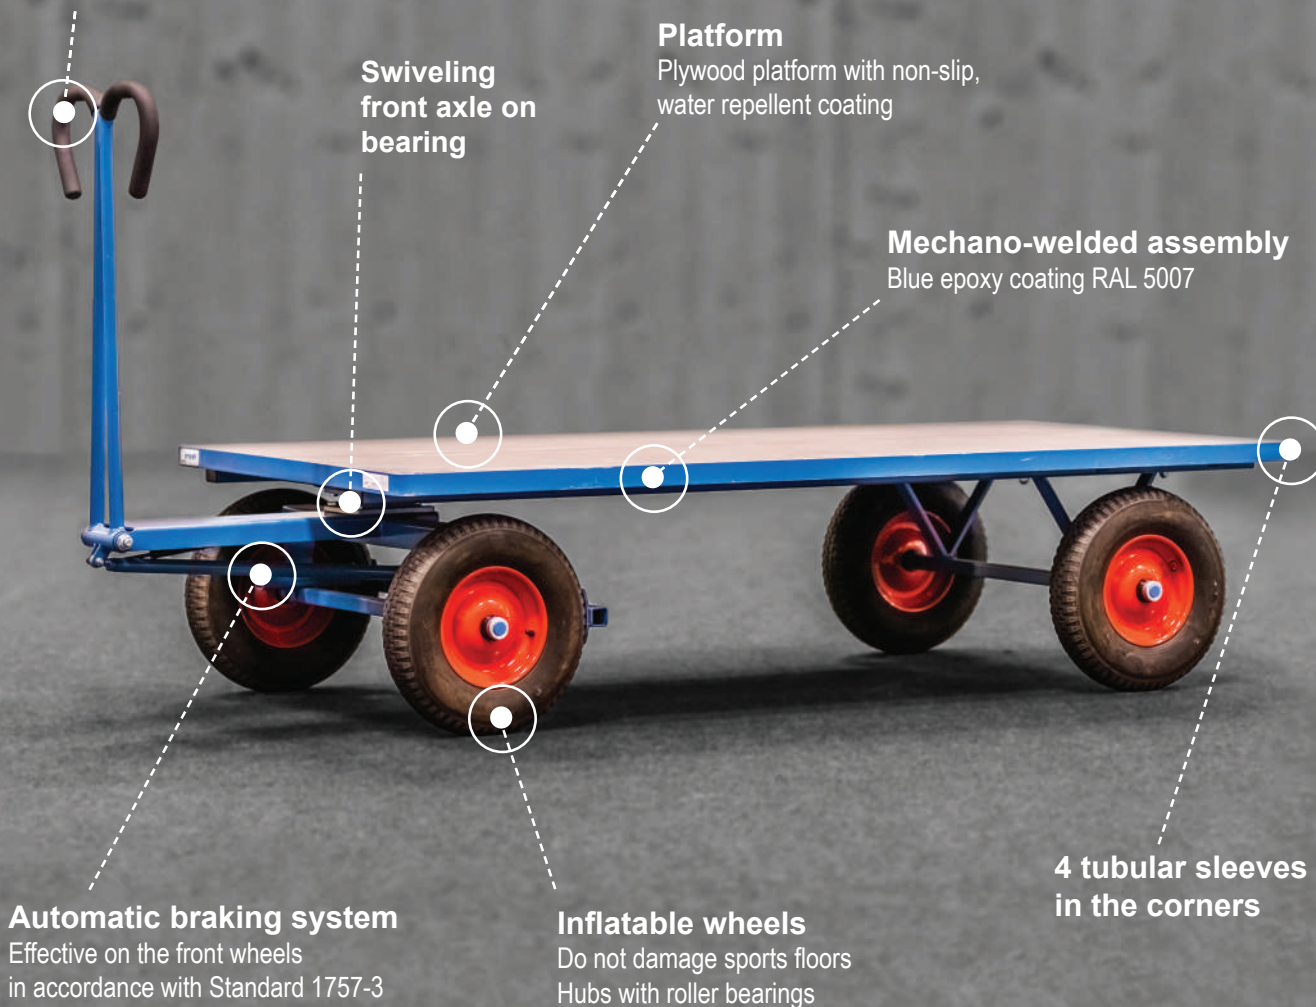 Platform
Plywood platform with non-slip,
water repellent coating
Swiveling
front axle on
bearing
Mechano-welded assembly
Blue epoxy coating RAL 5007
4 tubular sleeves
in the corners
Automatic braking system
Effective on the front wheels
in accordance with Standard 1757-3
Inflatable wheels
Do not damage sports floors
Hubs with roller bearings